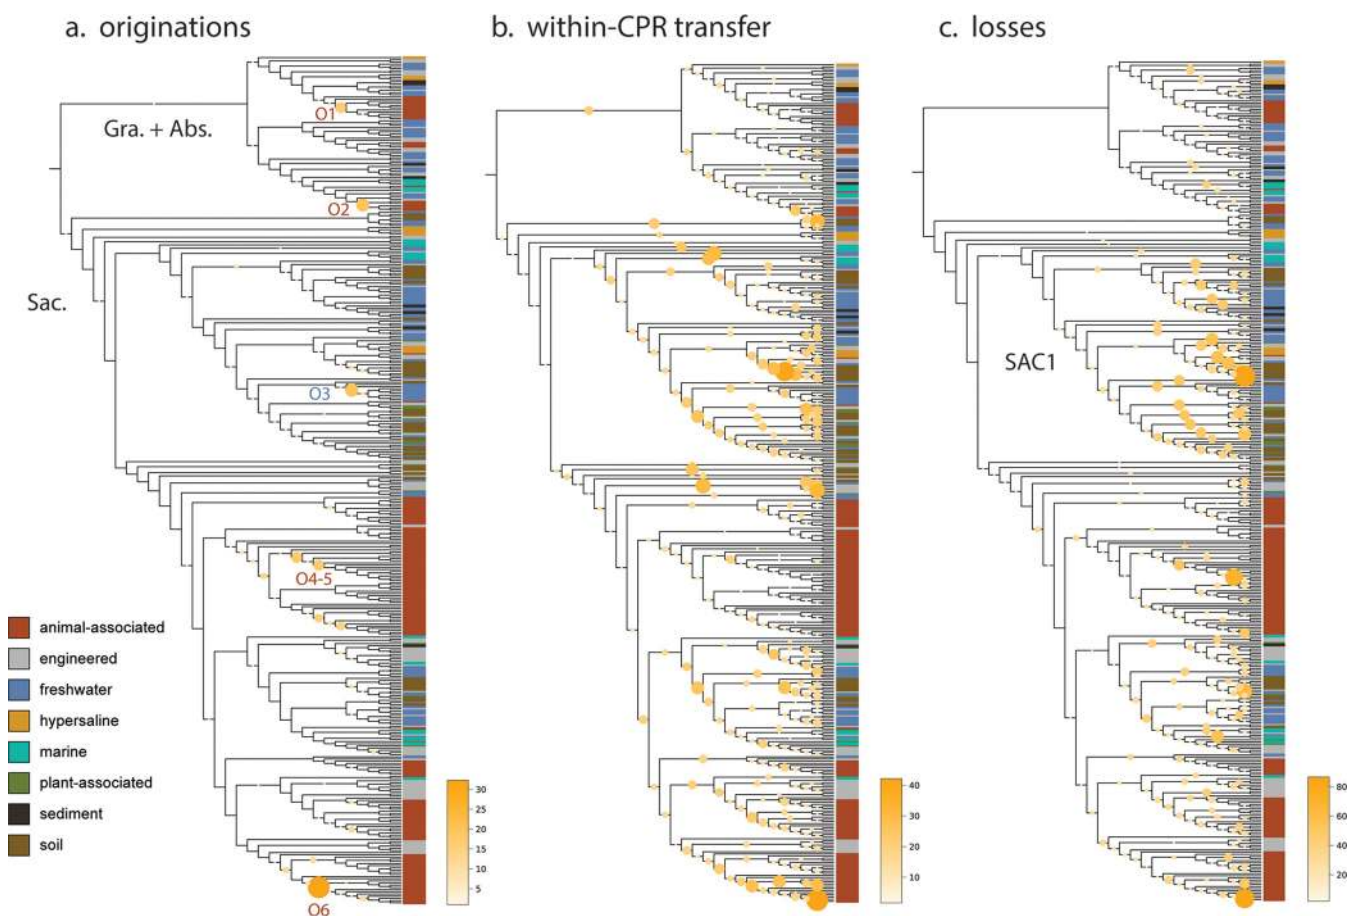 a. originations
b. within-CPR transfer
c. losses
O1
Gra. + Abs.
O2
Sac.
SAC1
O3
O4-5
animal-associated
engineered
freshwater
hypersaline
marine
plant-associated
sediment
soil
30
25
20
15
10
5
40
30
20
10
80
60
40
20
O6